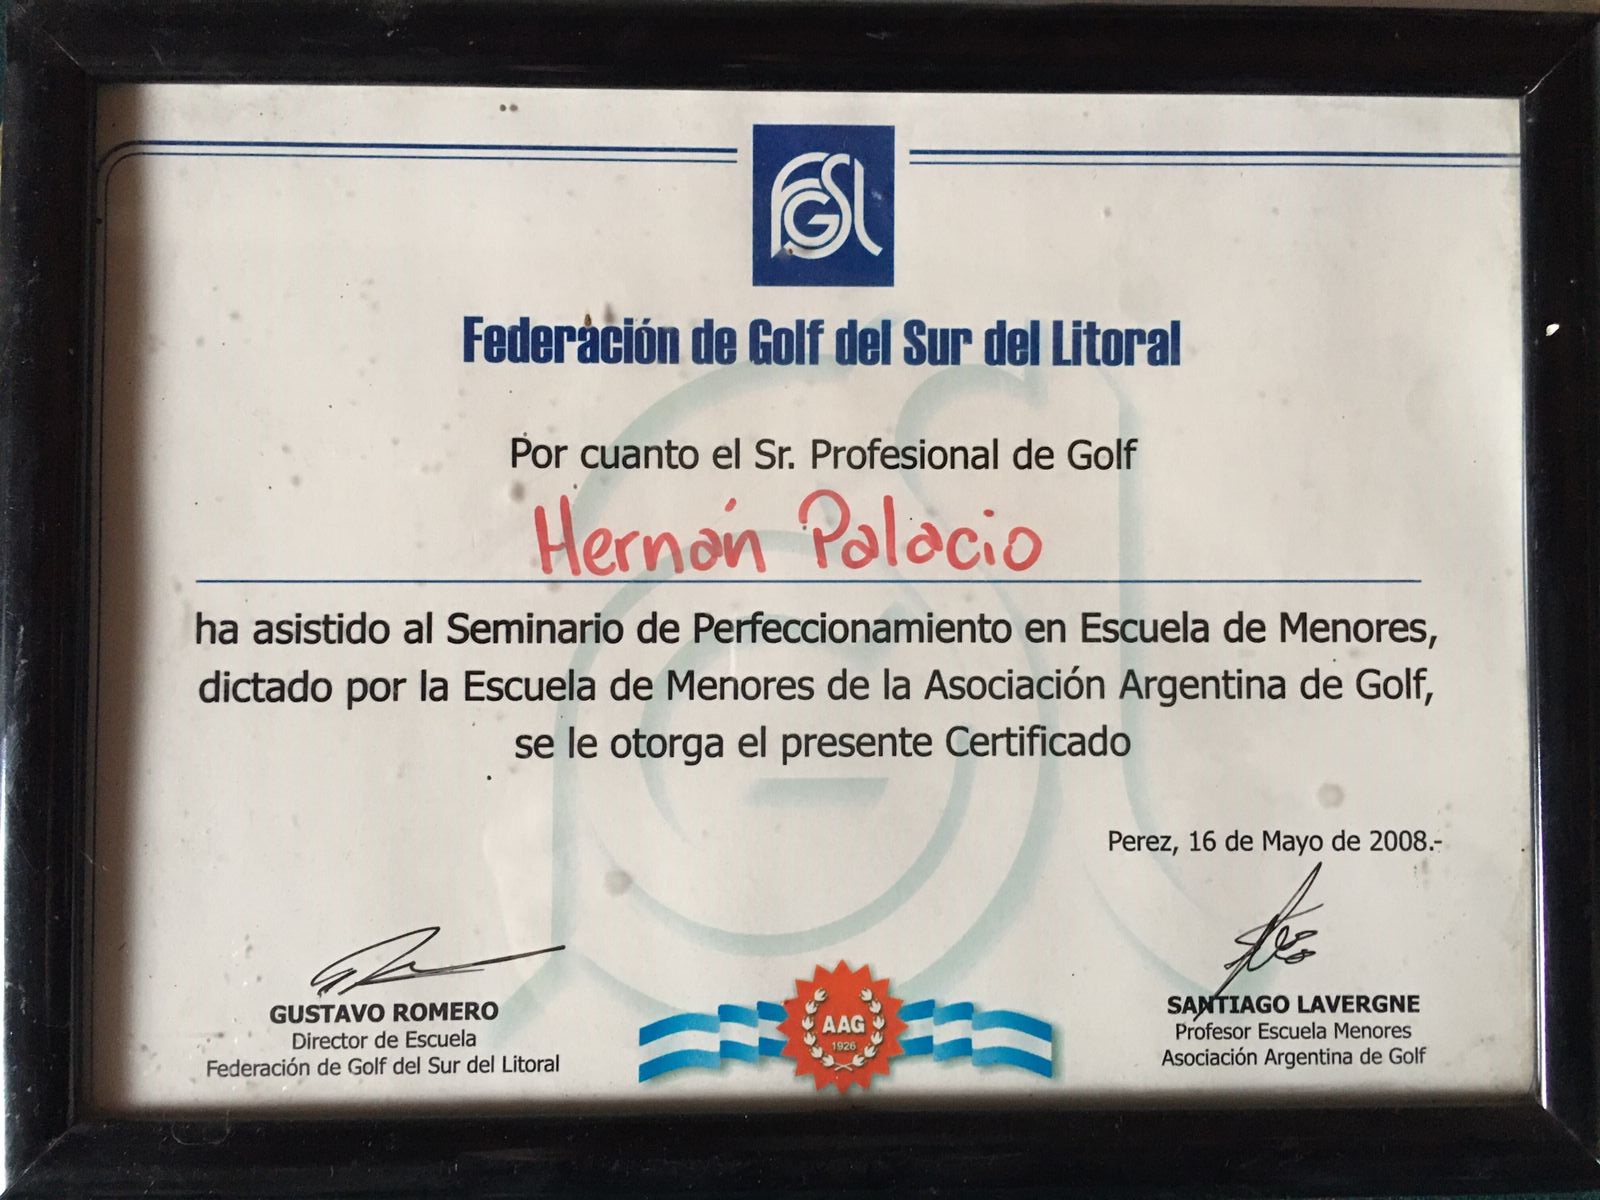 FGSL
Federación de Golf del Sur del Litoral
Por cuanto el Sr. Profesional de Golf
Hernán Palacio
ha asistido al Seminario de Perfeccionamiento en Escuela de Menores,
dictado por la Escuela de Menores de la Asociación Argentina de Golf,
se le otorga el presente Certificado
Perez, 16 de Mayo de 2008.-
GUSTAVO ROMERO
Director de Escuela
Federación de Golf del Sur del Litoral
AAG
1926
SANTIAGO LAVERGNE
Profesor Escuela Menores
Asociación Argentina de Golf